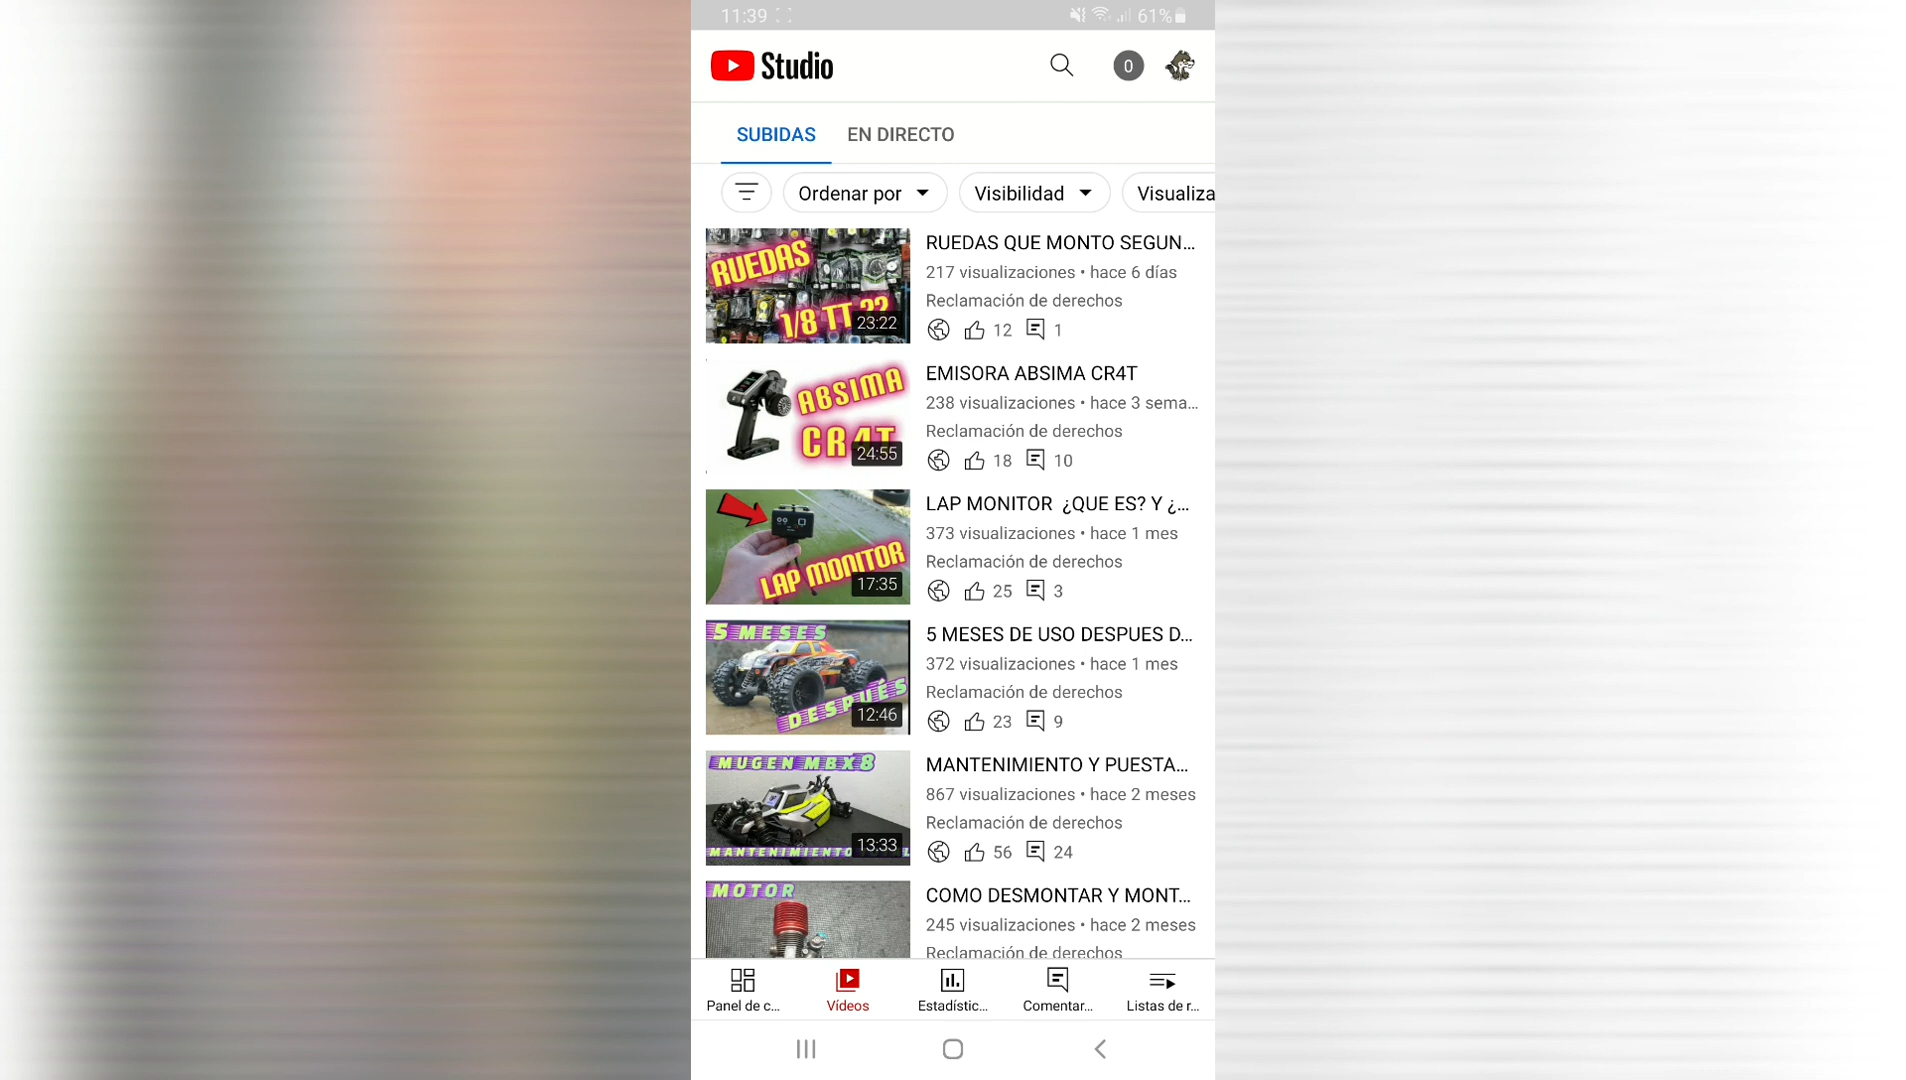 11:39
61%
Studio
0
SUBIDAS
EN DIRECTO
Ordenar por
Visibilidad
Visualiza
RUEDAS
1/8 TT ??
23:22
RUEDAS QUE MONTO SEGUN...
217 visualizaciones • hace 6 días
Reclamación de derechos
12
1
ABSIMA
CR4T
24:55
EMISORA ABSIMA CR4T
238 visualizaciones • hace 3 sema...
Reclamación de derechos
18
10
LAP MONITOR
17:35
LAP MONITOR ¿QUE ES? Y ¿...
373 visualizaciones • hace 1 mes
Reclamación de derechos
25
3
5 MESES
DESPUÉS
12:46
5 MESES DE USO DESPUES D...
372 visualizaciones • hace 1 mes
Reclamación de derechos
23
9
MUGEN MBX8
MANTENIMIENTO
13:33
MANTENIMIENTO Y PUESTA...
867 visualizaciones • hace 2 meses
Reclamación de derechos
56
24
MOTOR
COMO DESMONTAR Y MONT...
245 visualizaciones • hace 2 meses
Reclamación de derechos
Panel de c...
Vídeos
Estadístic...
Comentar...
Listas de r...